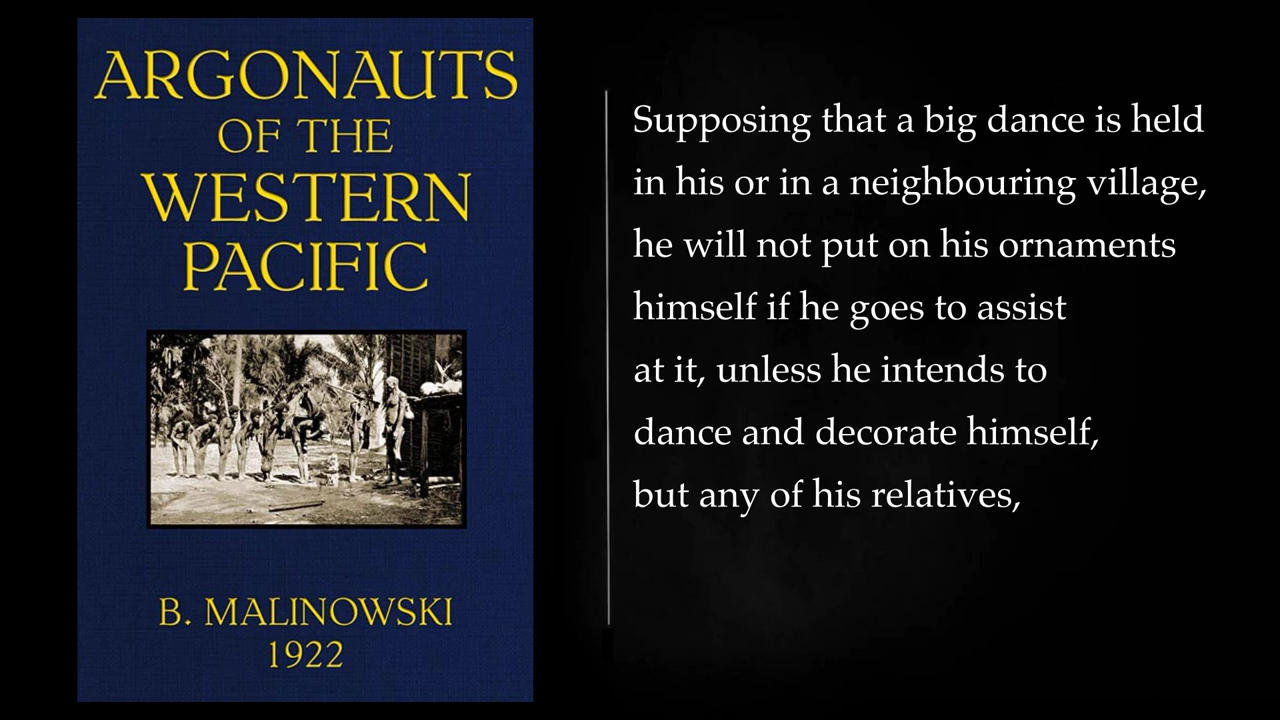 ARGONAUTS
OF THE
WESTERN
PACIFIC
B. MALINOWSKI
1922
Supposing that a big dance is held
in his or in a neighbouring village,
he will not put on his ornaments
himself if he goes to assist
at it, unless he intends to
dance and decorate himself,
but any of his relatives,